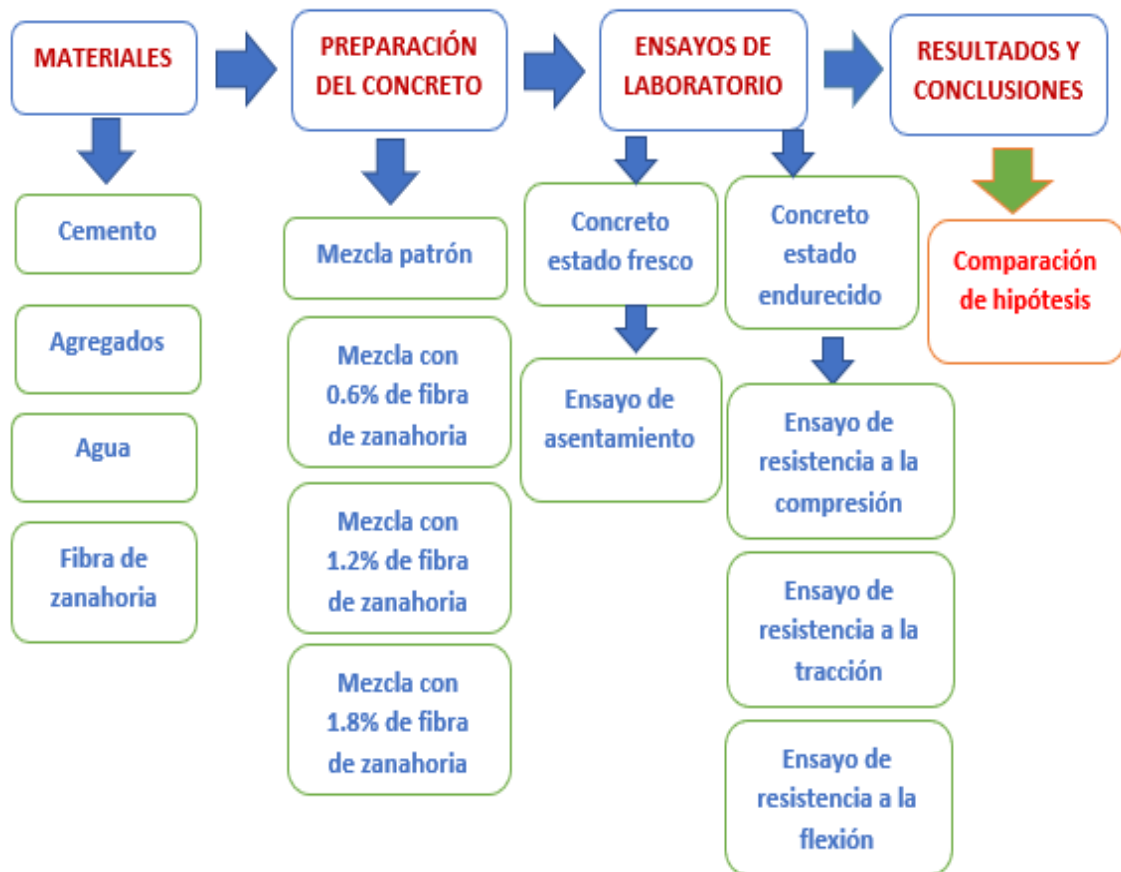 MATERIALES
PREPARACIÓN
DEL CONCRETO
ENSAYOS DE
LABORATORIO
RESULTADOS Y
CONCLUSIONES
Cemento
Agregados
Agua
Fibra de
zanahoria
Mezcla patrón
Mezcla con
0.6% de fibra
de zanahoria
Mezcla con
1.2% de fibra
de zanahoria
Mezcla con
1.8% de fibra
de zanahoria
Concreto
estado fresco
Ensayo de
asentamiento
Concreto
estado
endurecido
Ensayo de
resistencia a la
compresión
Ensayo de
resistencia a la
tracción
Ensayo de
resistencia a la
flexión
Comparación
de hipótesis